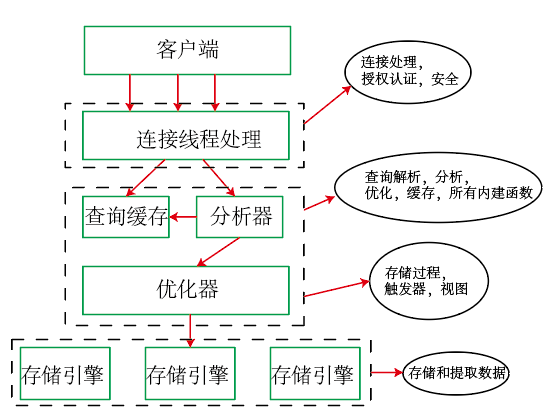 客户端
连接处理，
授权认证，安全
连接线程处理
查询解析，分析，
优化，缓存，所有内建函数
查询缓存
分析器
优化器
存储过程，
触发器，视图
存储引擎
存储引擎
存储引擎
存储和提取数据